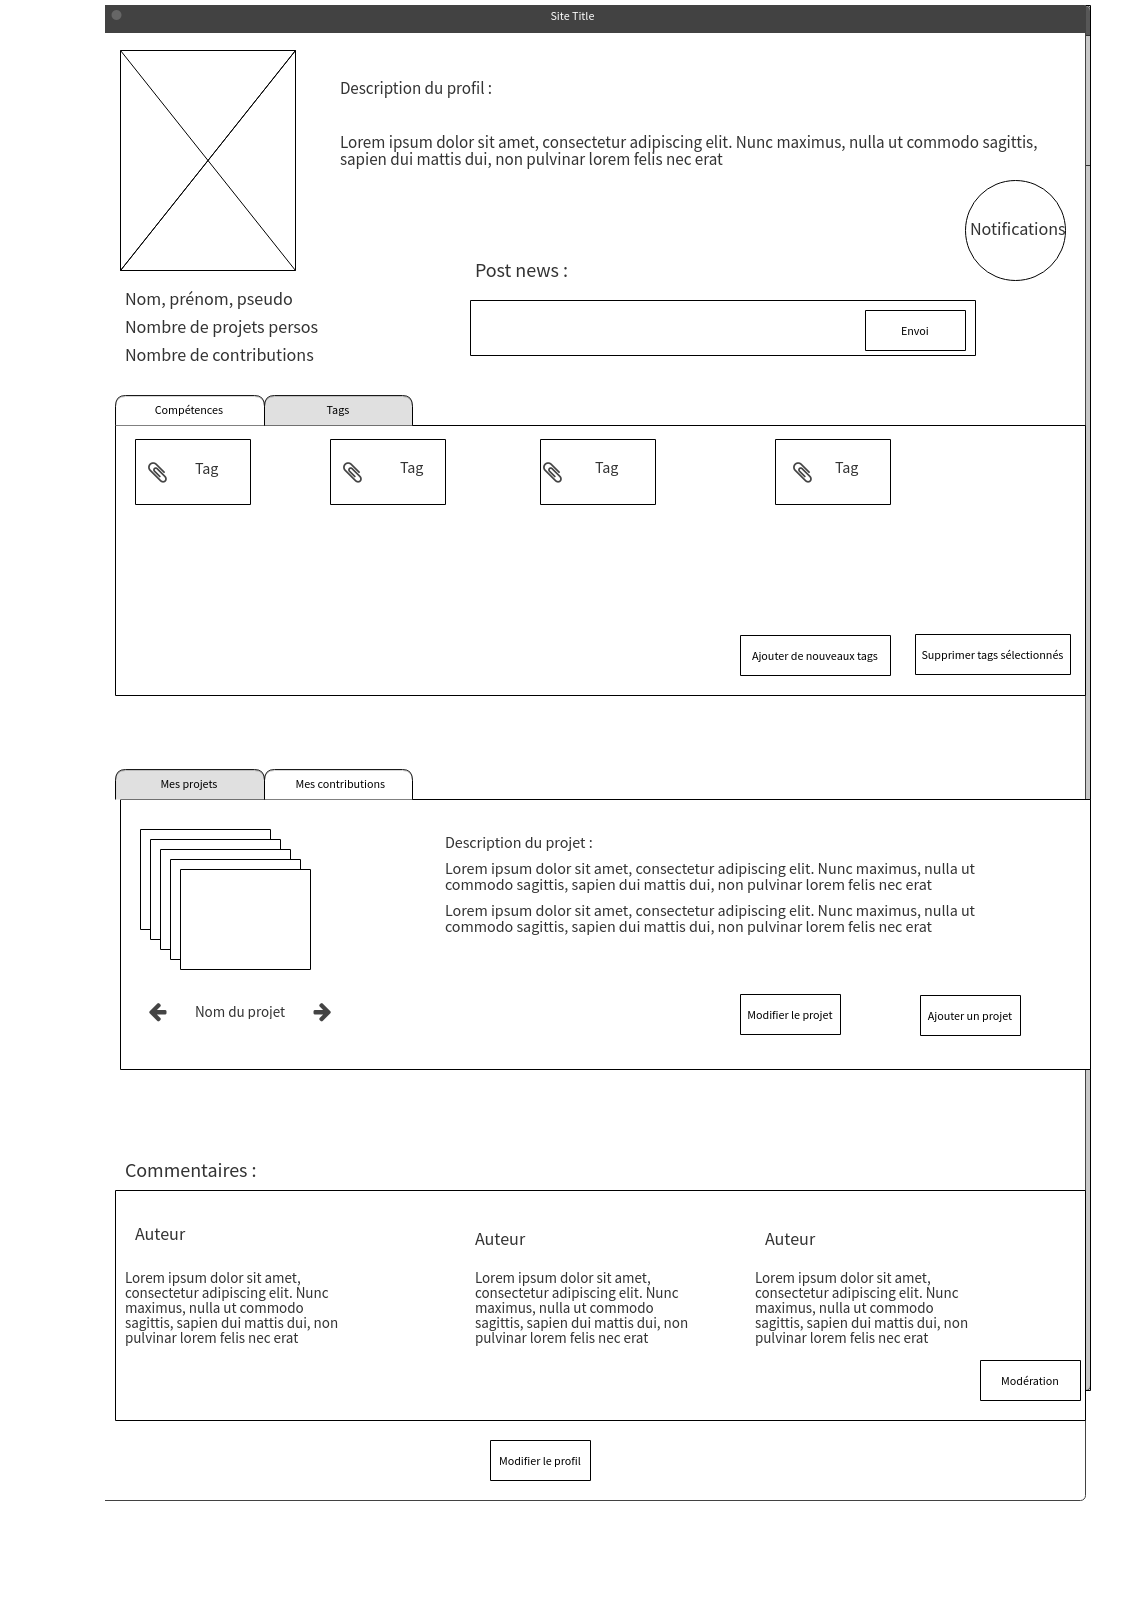 Site Title
Description du profil :
Lorem ipsum dolor sit amet, consectetur adipiscing elit. Nunc maximus, nulla ut commodo sagittis,
sapien dui mattis dui, non pulvinar lorem felis nec erat
Notifications
Post news :
Nom, prénom, pseudo
Nombre de projets persos
Nombre de contributions
Envoi
Compétences
Tags
Tag
Tag
Tag
Tag
Ajouter de nouveaux tags
Supprimer tags sélectionnés
Mes projets
Mes contributions
Description du projet :
Lorem ipsum dolor sit amet, consectetur adipiscing elit. Nunc maximus, nulla ut
commodo sagittis, sapien dui mattis dui, non pulvinar lorem felis nec erat
Lorem ipsum dolor sit amet, consectetur adipiscing elit. Nunc maximus, nulla ut
commodo sagittis, sapien dui mattis dui, non pulvinar lorem felis nec erat
Nom du projet
Modifier le projet
Ajouter un projet
Commentaires :
Auteur
Lorem ipsum dolor sit amet,
consectetur adipiscing elit. Nunc
maximus, nulla ut commodo
sagittis, sapien dui mattis dui, non
pulvinar lorem felis nec erat
Auteur
Lorem ipsum dolor sit amet,
consectetur adipiscing elit. Nunc
maximus, nulla ut commodo
sagittis, sapien dui mattis dui, non
pulvinar lorem felis nec erat
Auteur
Lorem ipsum dolor sit amet,
consectetur adipiscing elit. Nunc
maximus, nulla ut commodo
sagittis, sapien dui mattis dui, non
pulvinar lorem felis nec erat
Modération
Modifier le profil